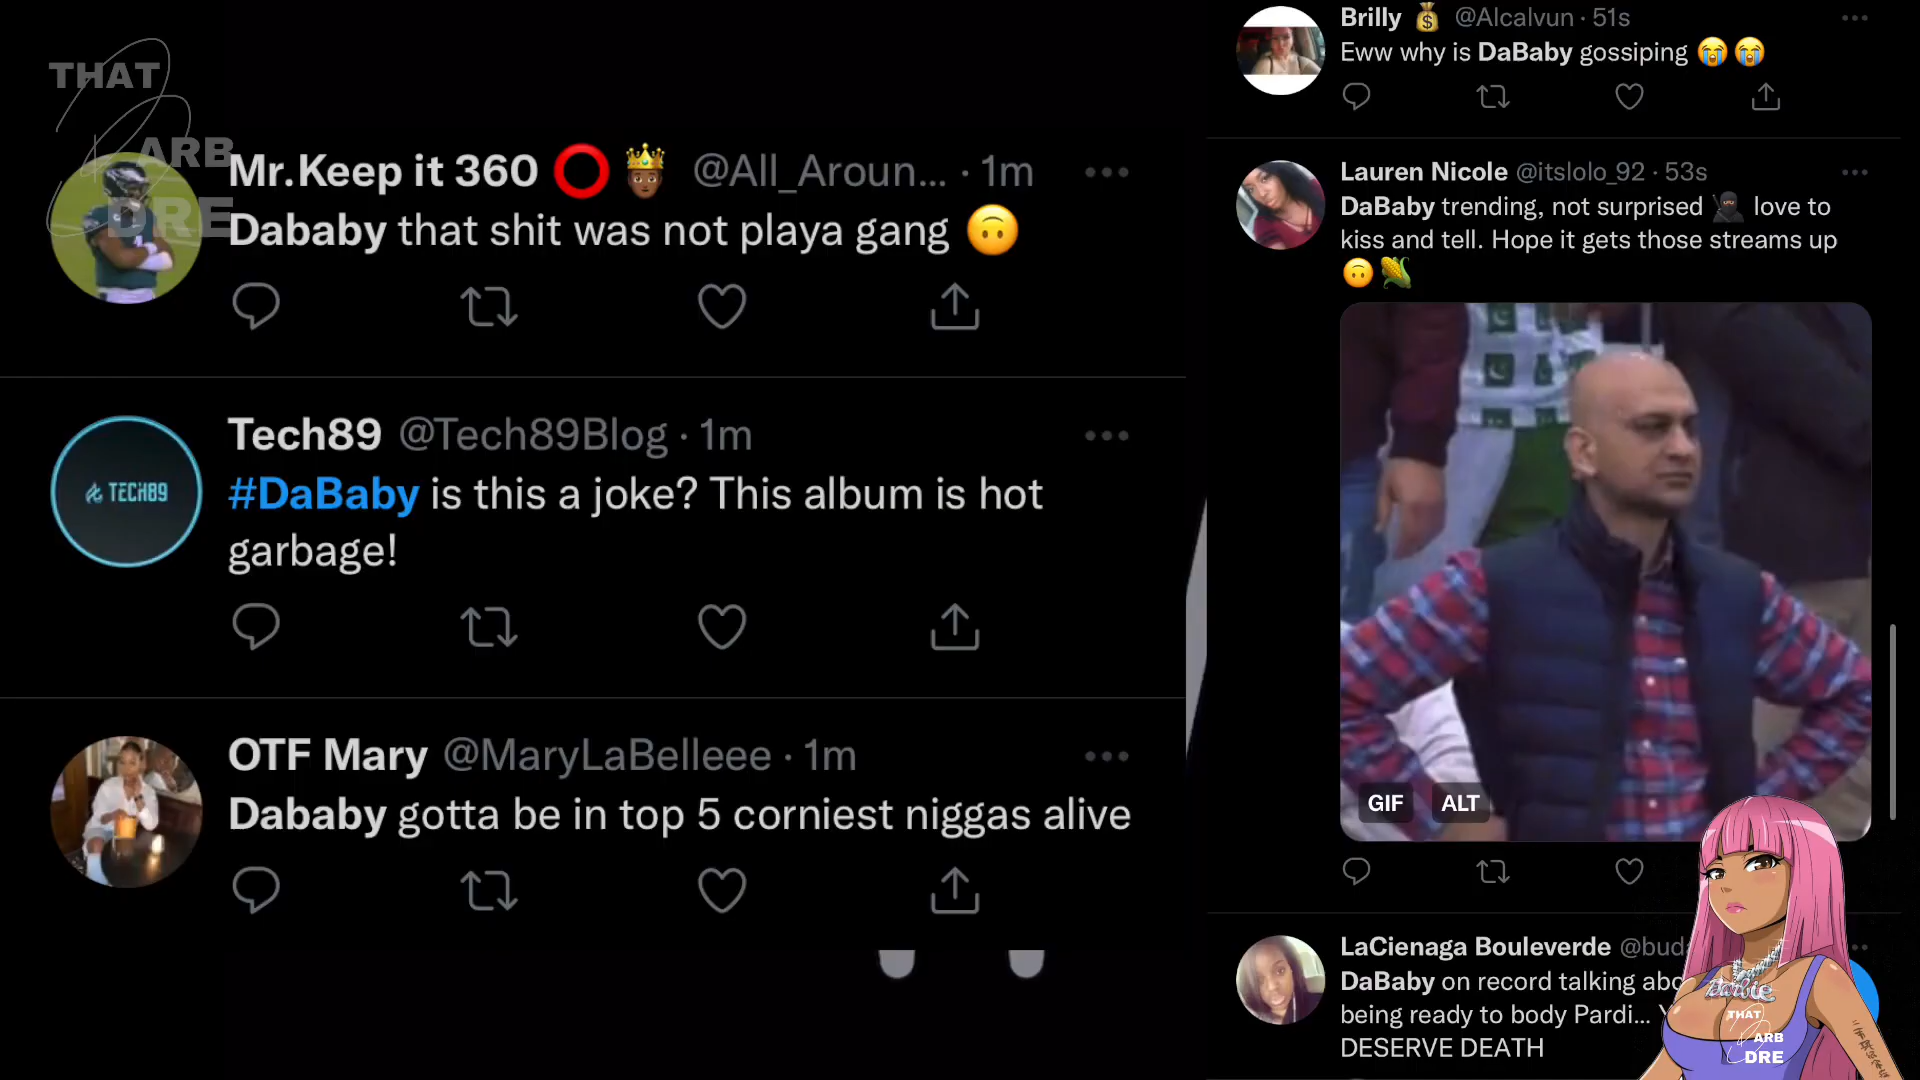 THAT
BARB
DRE
Mr.Keep it 360 ⭕ 🤴🏾 @All_Aroun... · 1m
Dababy that shit was not playa gang 🙃
TECH89
Tech89 @Tech89Blog · 1m
#DaBaby is this a joke? This album is hot
garbage!
OTF Mary @MaryLaBelleee · 1m
Dababy gotta be in top 5 corniest niggas alive
Brilly 💰 @Alcalvun · 51s
Eww why is DaBaby gossiping 😭😭
Lauren Nicole @itslolo_92 · 53s
DaBaby trending, not surprised 🥷🏿 love to
kiss and tell. Hope it gets those streams up
🙃🌽
GIF ALT
LaCienaga Bouleverde
DaBaby on record talking
being ready to body Pardi...
DESERVE DEATH
Barbie
THAT
BARB
DRE